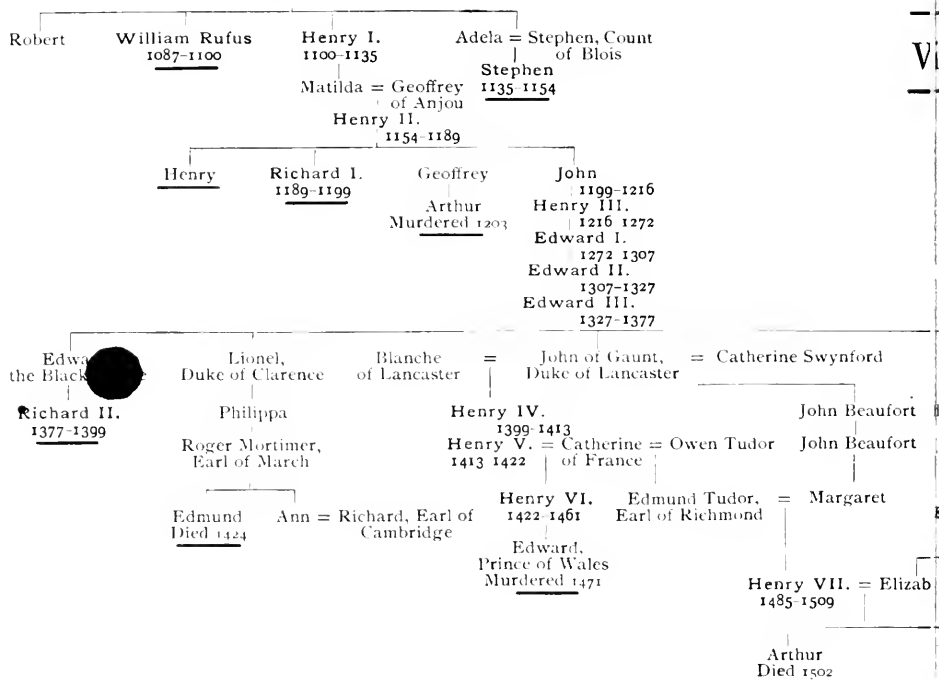 Robert William Rufus Henry I. Adela = Stephen, Count
1087-1100 1100-1135 of Blois
Stephen
Matilda = Geoffrey 1135-1154
of Anjou
Henry II.
1154-1189
Henry Richard I. Geoffrey John
1189-1199 1199-1216
Arthur Henry III.
Murdered 1203 1216 1272
Edward I.
1272 1307
Edward II.
1307-1327
Edward III.
1327-1377
Lionel, Blanche = John of Gaunt, = Catherine Swynford
the Black Duke of Clarence of Lancaster Duke of Lancaster
Richard II. Philippa Henry IV. John Beaufort
1377-1399 1399-1413
Roger Mortimer, Henry V. = Catherine = Owen Tudor John Beaufort
Earl of March 1413 1422 of France
Henry VI. Edmund Tudor, = Margaret
1422-1461 Earl of Richmond
Edmund Ann = Richard, Earl of
Died 1424 Cambridge
Edward,
Prince of Wales
Murdered 1471
Henry VII. = Elizab
1485-1509
Arthur
Died 1502